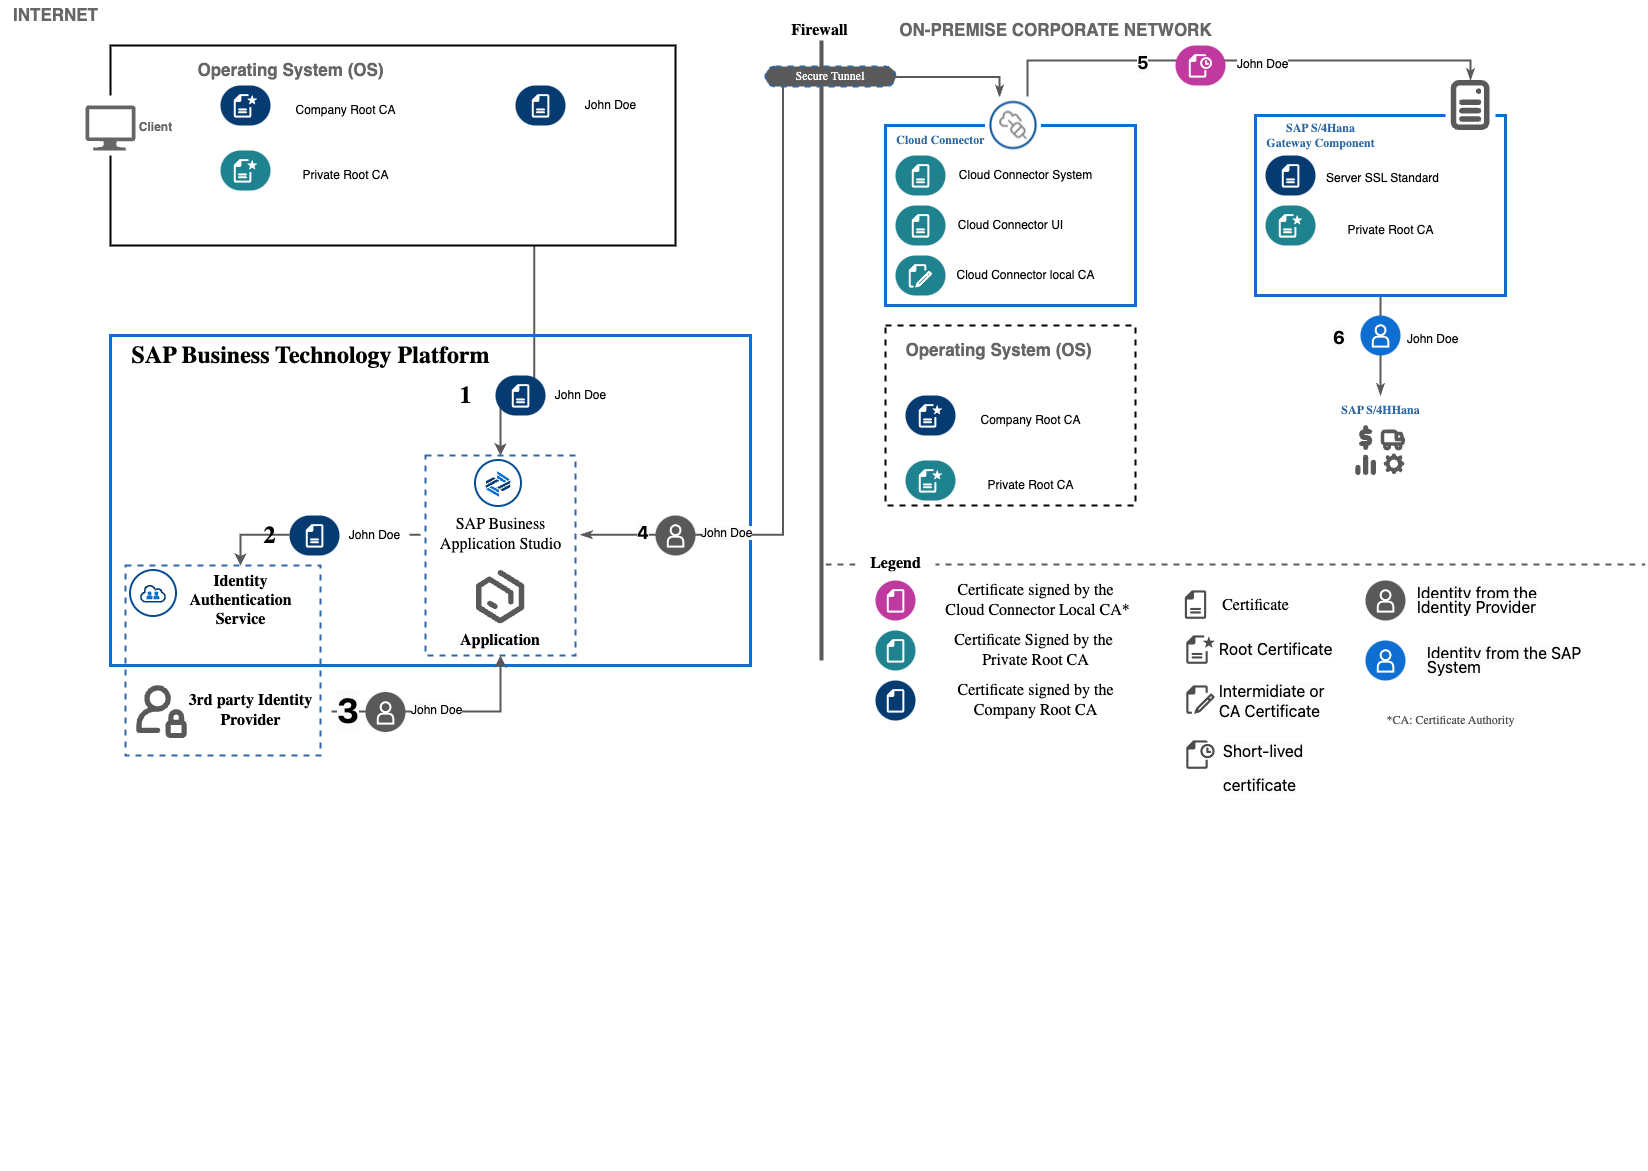 INTERNET
Operating System (OS)
Company Root CA
John Doe
Client
Private Root CA
SAP Business Technology Platform
1
John Doe
SAP Business
Application Studio
Application
2
John Doe
Identity
Authentication
Service
3rd party Identity
Provider
3
John Doe
4
John Doe
Firewall
Secure Tunnel
ON-PREMISE CORPORATE NETWORK
5
John Doe
Cloud Connector
Cloud Connector System
Cloud Connector UI
Cloud Connector local CA
SAP S/4Hana
Gateway Component
Server SSL Standard
Private Root CA
6
John Doe
SAP S/4HHana
Operating System (OS)
Company Root CA
Private Root CA
Legend
Certificate signed by the
Cloud Connector Local CA*
Certificate Signed by the
Private Root CA
Certificate signed by the
Company Root CA
Certificate
Root Certificate
Intermidiate or
CA Certificate
Short-lived
certificate
Identity from the
Identity Provider
Identity from the SAP
System
*CA: Certificate Authority